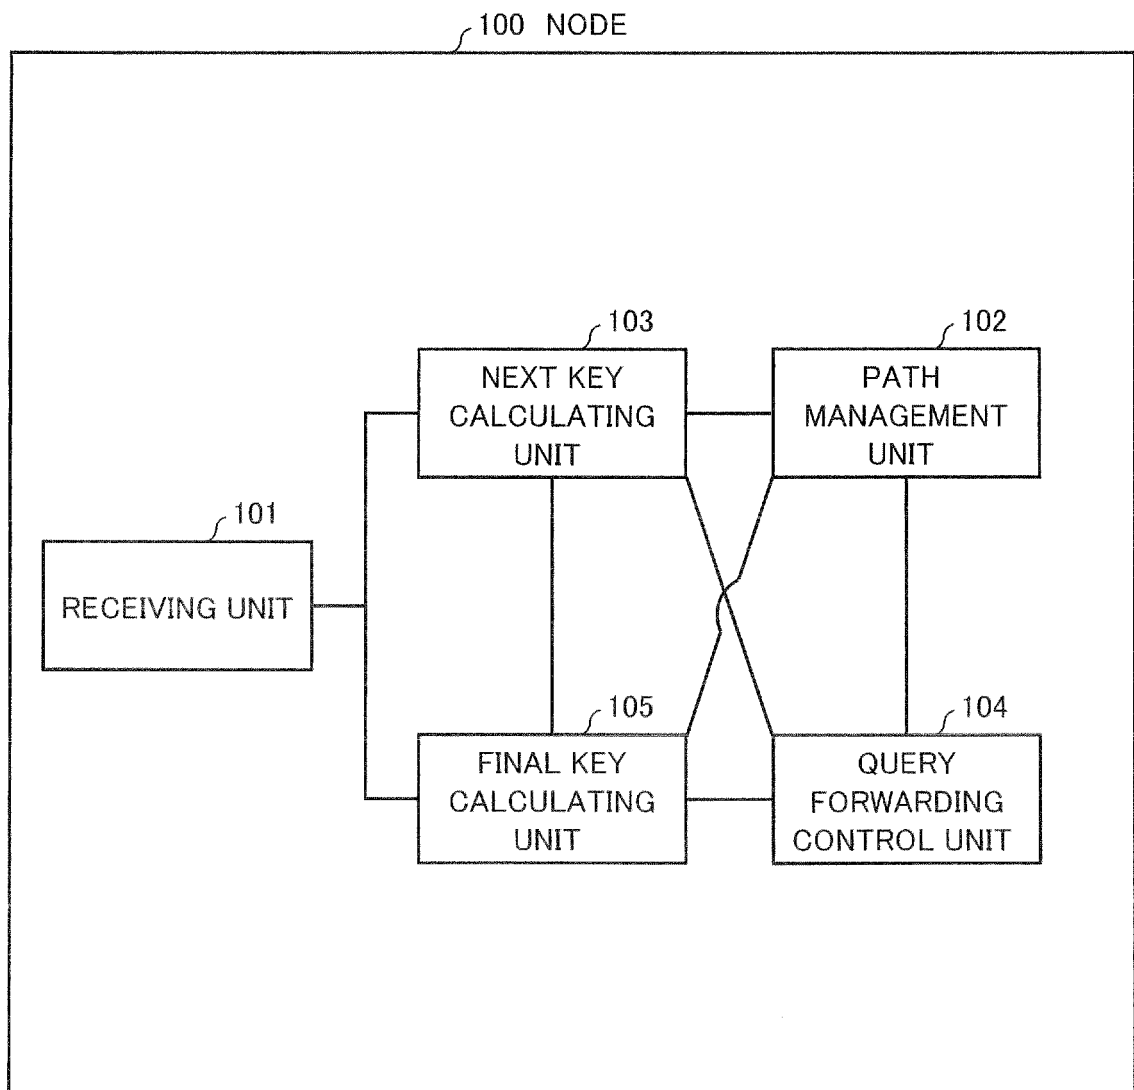 100 NODE
103
NEXT KEY
CALCULATING
UNIT
102
PATH
MANAGEMENT
UNIT
101
RECEIVING UNIT
105
FINAL KEY
CALCULATING
UNIT
104
QUERY
FORWARDING
CONTROL UNIT